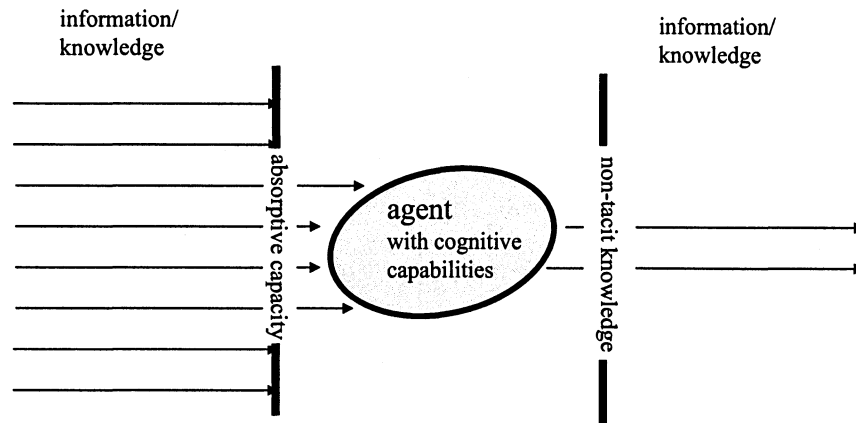 information/
knowledge
information/
knowledge
absorptive capacity
agent
with cognitive
capabilities
non-tacit knowledge